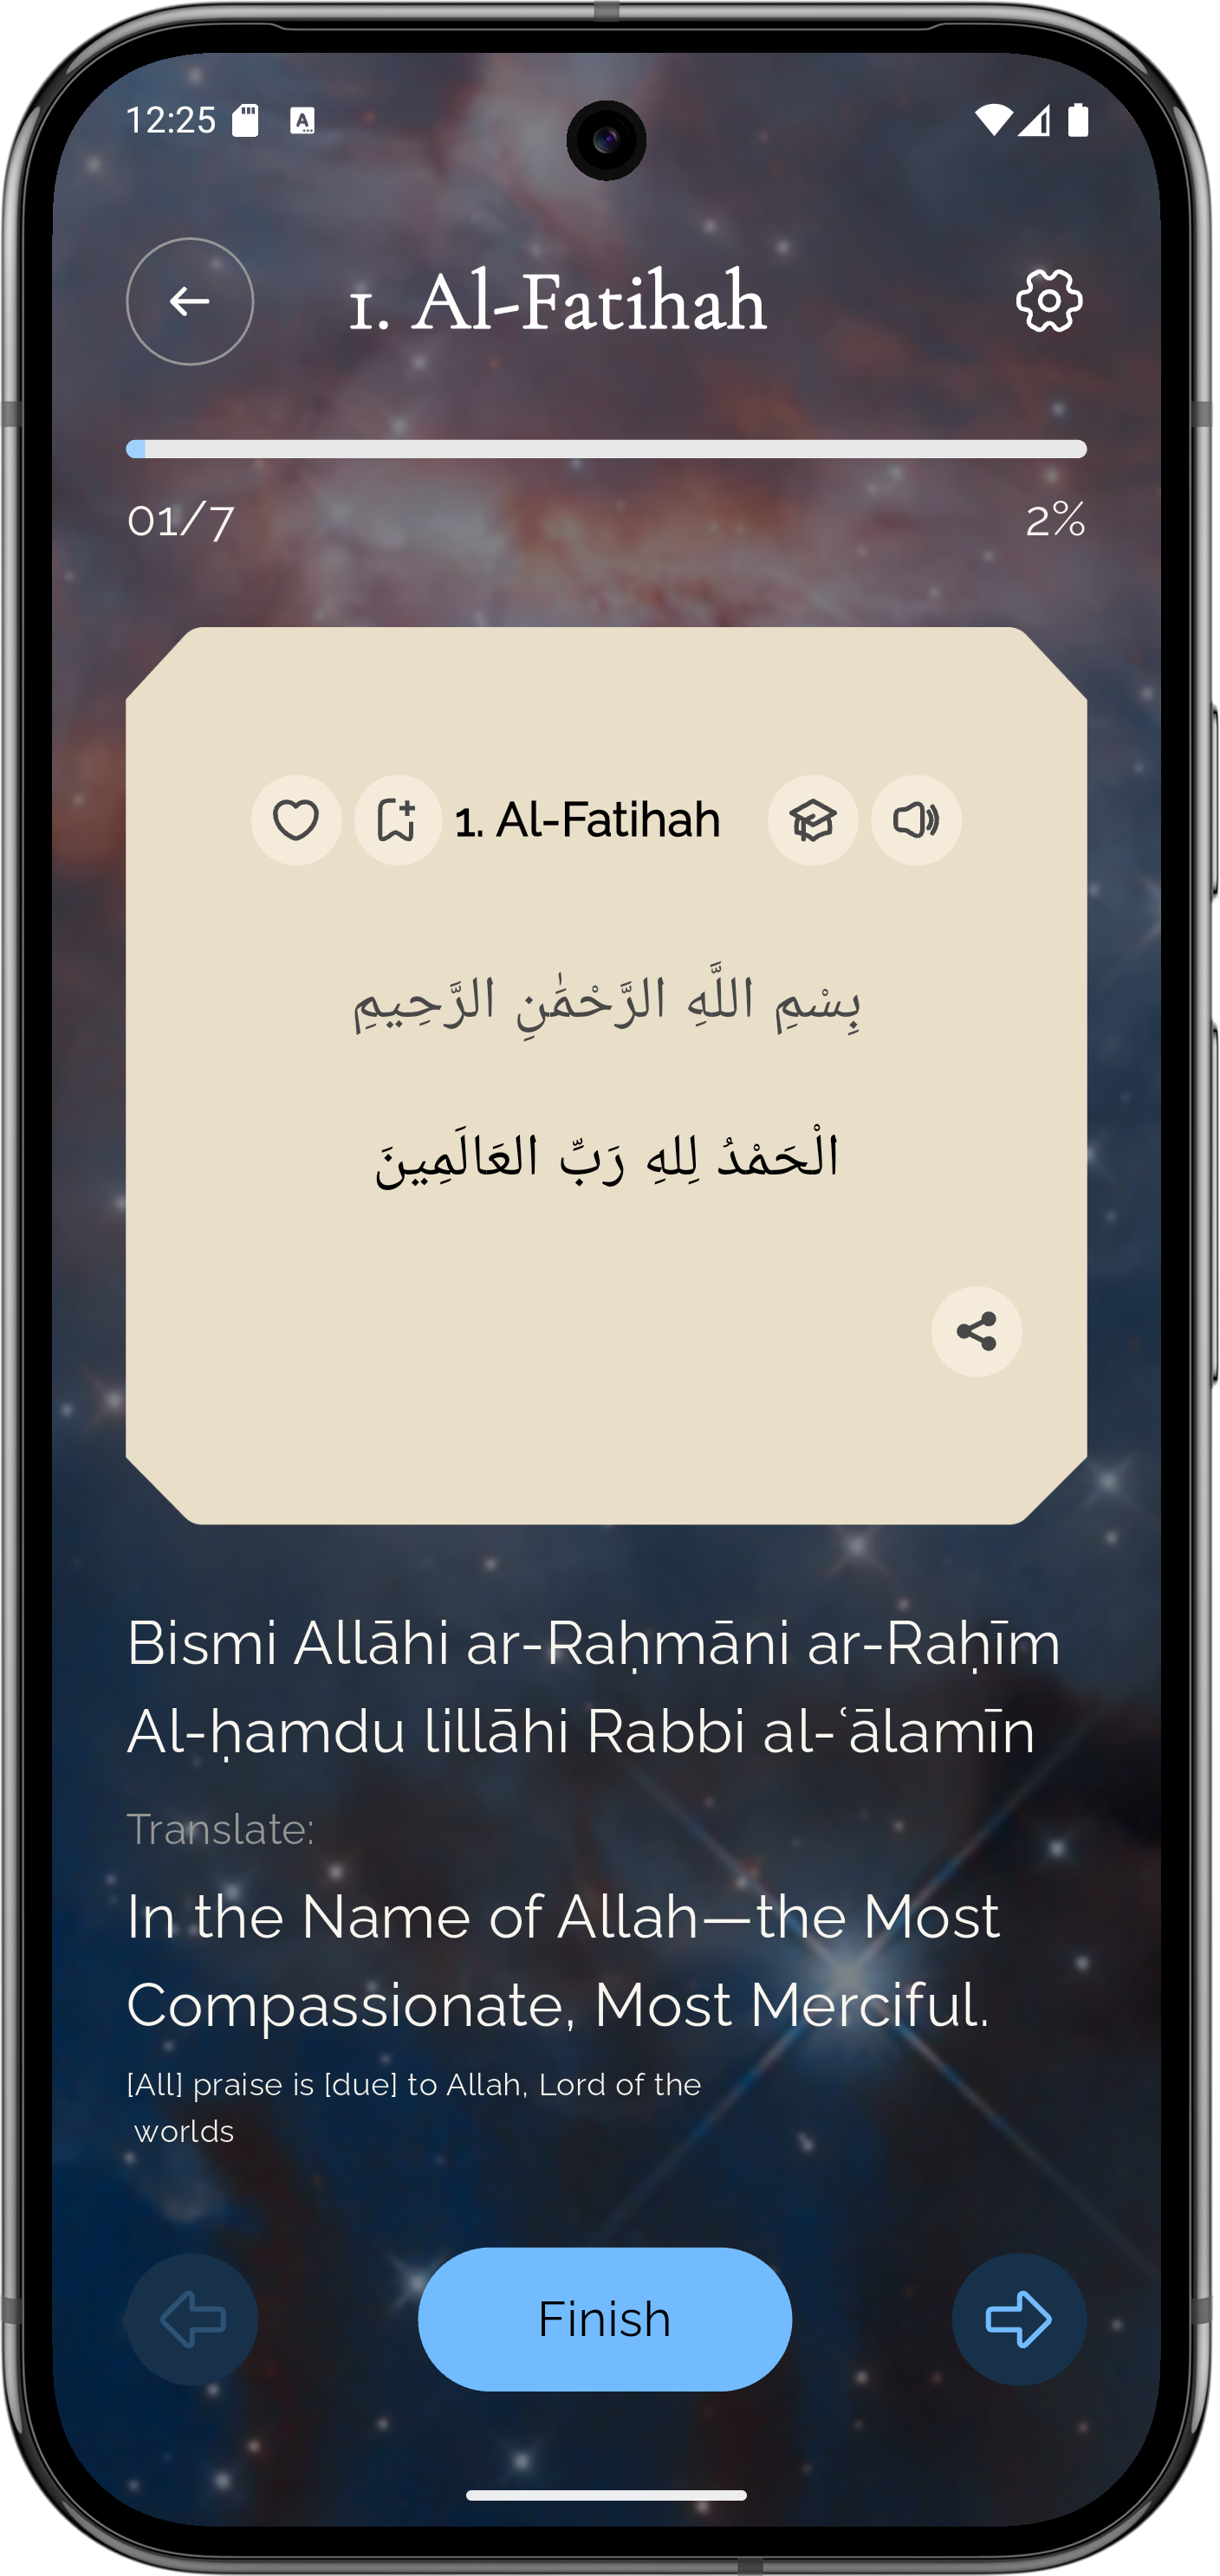 12:25
1. Al-Fatihah
01/7
2%
1. Al-Fatihah
بِسْمِ اللَّهِ الرَّحْمَٰنِ الرَّحِيمِ
الْحَمْدُ لِلهِ رَبِّ العَالَمِينَ
Bismi Allāhi ar-Raḥmāni ar-Raḥīm
Al-ḥamdu lillāhi Rabbi al-ʿālamīn
Translate:
In the Name of Allah—the Most
Compassionate, Most Merciful.
[All] praise is [due] to Allah, Lord of the
worlds
Finish